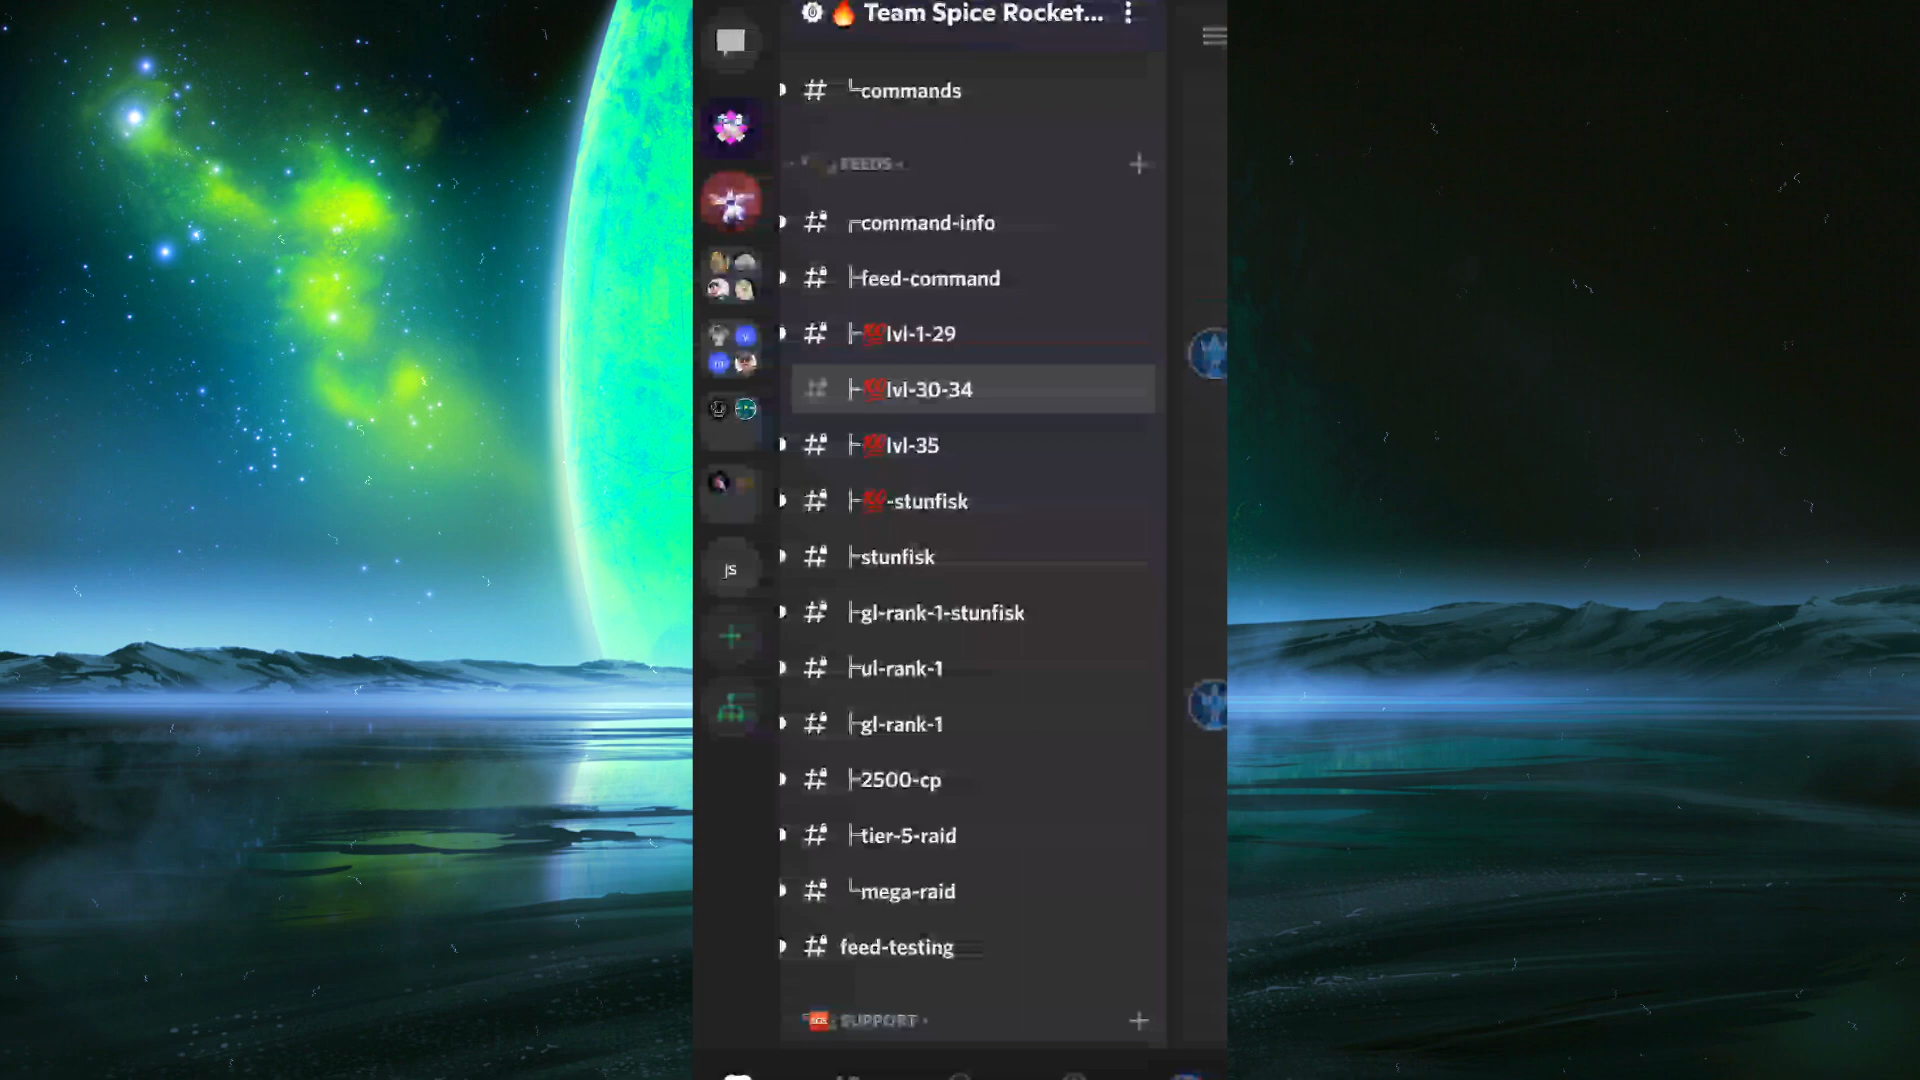 🔥 Team Spice Rocket...
└commands
FEEDS
┌command-info
├feed-command
├💯lvl-1-29
├💯lvl-30-34
├💯lvl-35
├💯-stunfisk
├stunfisk
js
├gl-rank-1-stunfisk
├ul-rank-1
├gl-rank-1
├2500-cp
├tier-5-raid
└mega-raid
feed-testing
🆘 SUPPORT